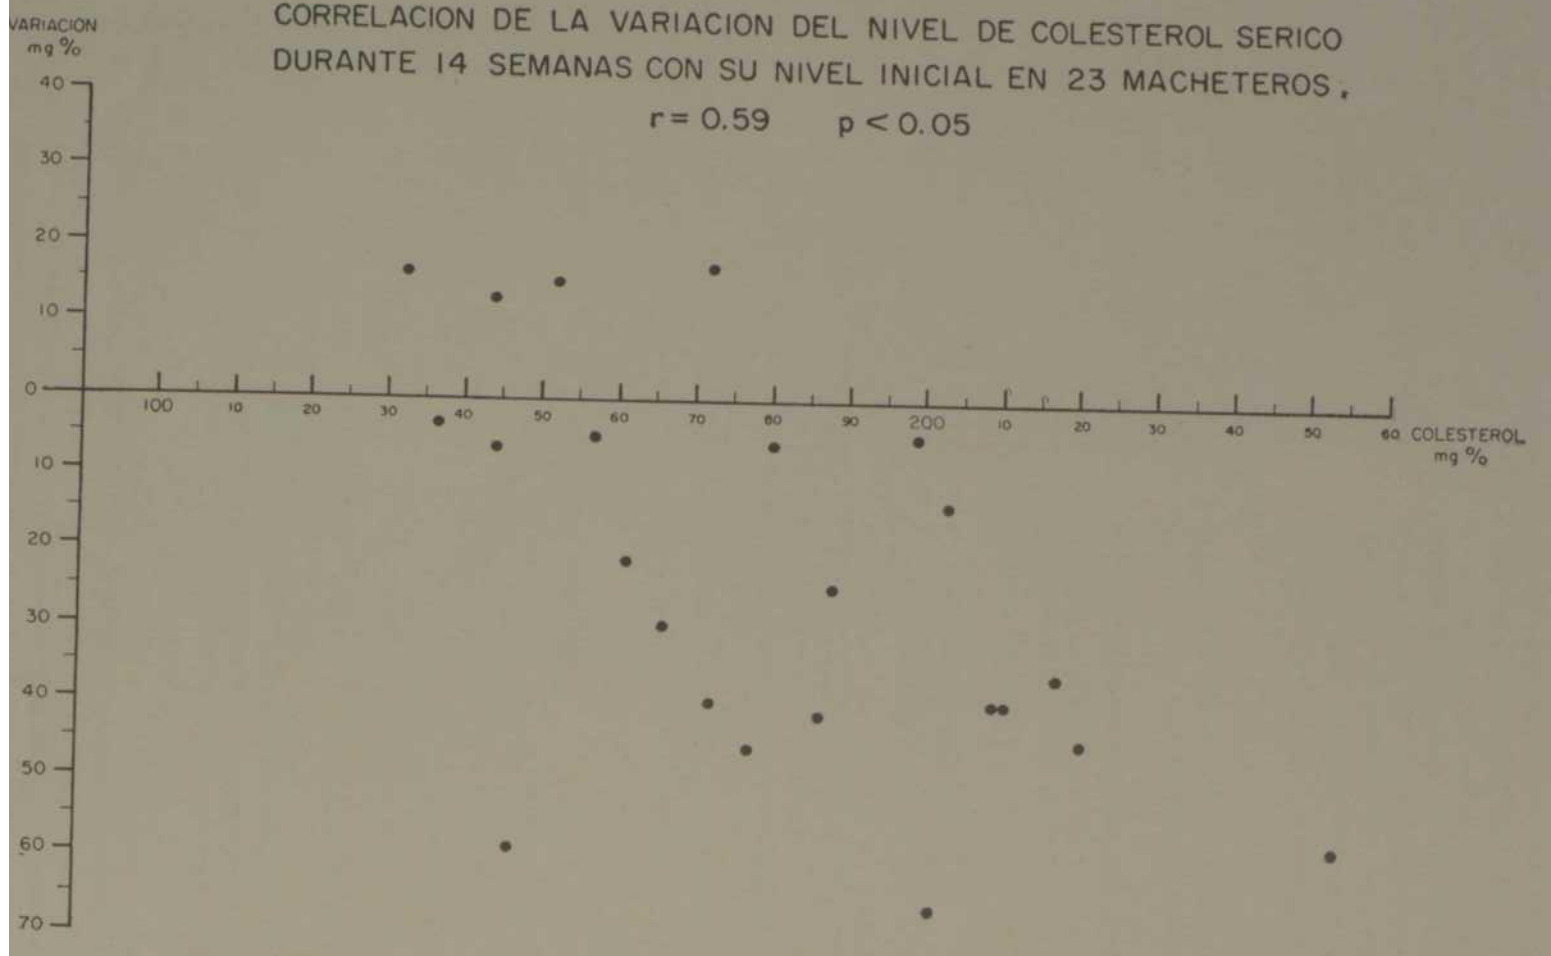 CORRELACION DE LA VARIACION DEL NIVEL DE COLESTEROL SERICO
DURANTE 14 SEMANAS CON SU NIVEL INICIAL EN 23 MACHETEROS.
r = 0.59 p < 0.05
VARIACION
mg %
40
30
20
10
0
10
20
30
40
50
60
70
100 10 20 30 40 50 60 70 80 90 200 10 20 30 40 50 60
COLESTEROL
mg %